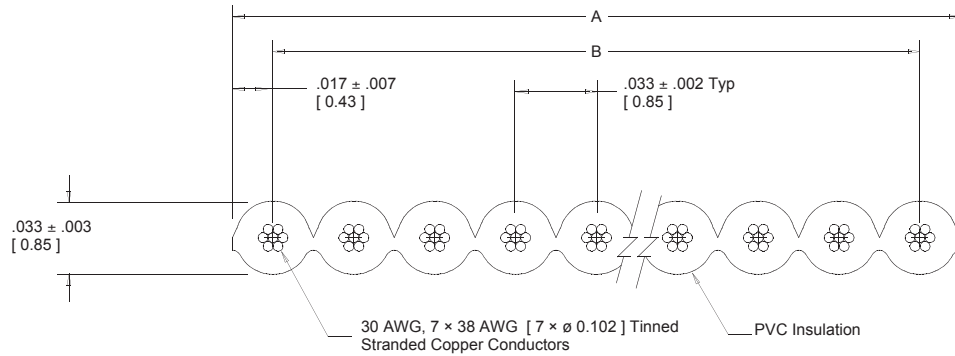 A
B
.017 ± .007
[ 0.43 ]
.033 ± .002 Typ
[ 0.85 ]
.033 ± .003
[ 0.85 ]
30 AWG, 7 × 38 AWG [ 7 × ø 0.102 ] Tinned
Stranded Copper Conductors
PVC Insulation